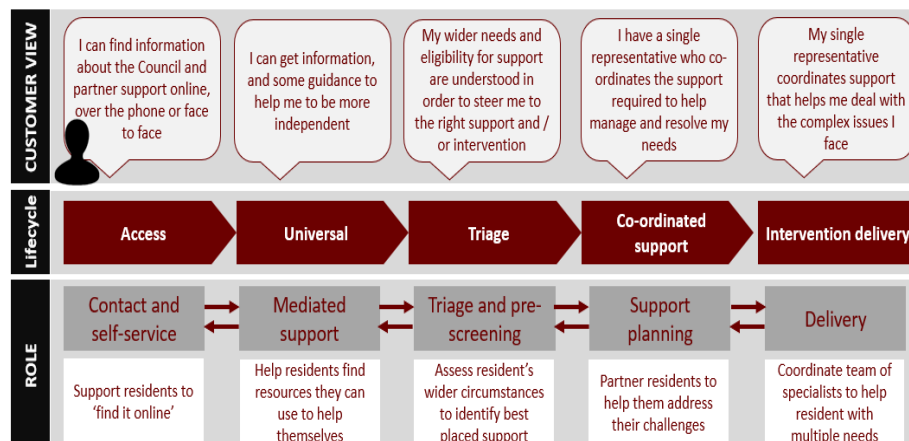 CUSTOMER VIEW
I can find information
about the Council and
partner support online,
over the phone or face
to face
I can get information,
and some guidance to
help me to be more
independent
My wider needs and
eligibility for support
are understood in
order to steer me to
the right support and /
or intervention
I have a single
representative who co-
ordinates the support
required to help
manage and resolve my
needs
My single
representative
coordinates support
that helps me deal with
the complex issues I
face
Lifecycle
Access
Universal
Triage
Co-ordinated
support
Intervention delivery
ROLE
Contact and
self-service
Mediated
support
Triage and pre-
screening
Support
planning
Delivery
Support residents to
‘find it online’
Help residents find
resources they can
use to help
themselves
Assess resident’s
wider circumstances
to identify best
placed support
Partner residents to
help them address
their challenges
Coordinate team of
specialists to help
resident with
multiple needs